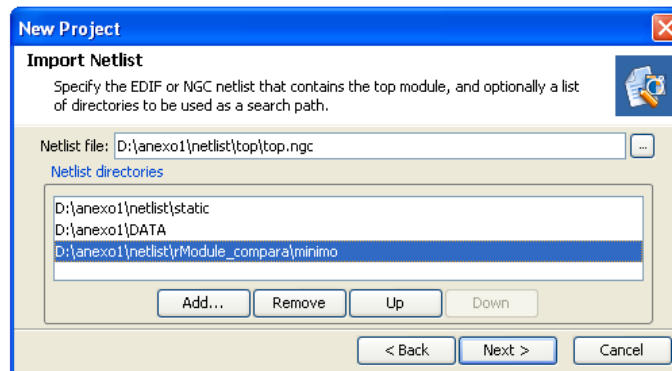 New Project
Import Netlist
Specify the EDIF or NGC netlist that contains the top module, and optionally a list
of directories to be used as a search path.
Netlist file: D:\anexo1\netlist\top\top.ngc ...
Netlist directories
D:\anexo1\netlist\static
D:\anexo1\DATA
D:\anexo1\netlist\rModule_compara\minimo
Add... Remove Up Down
< Back Next > Cancel